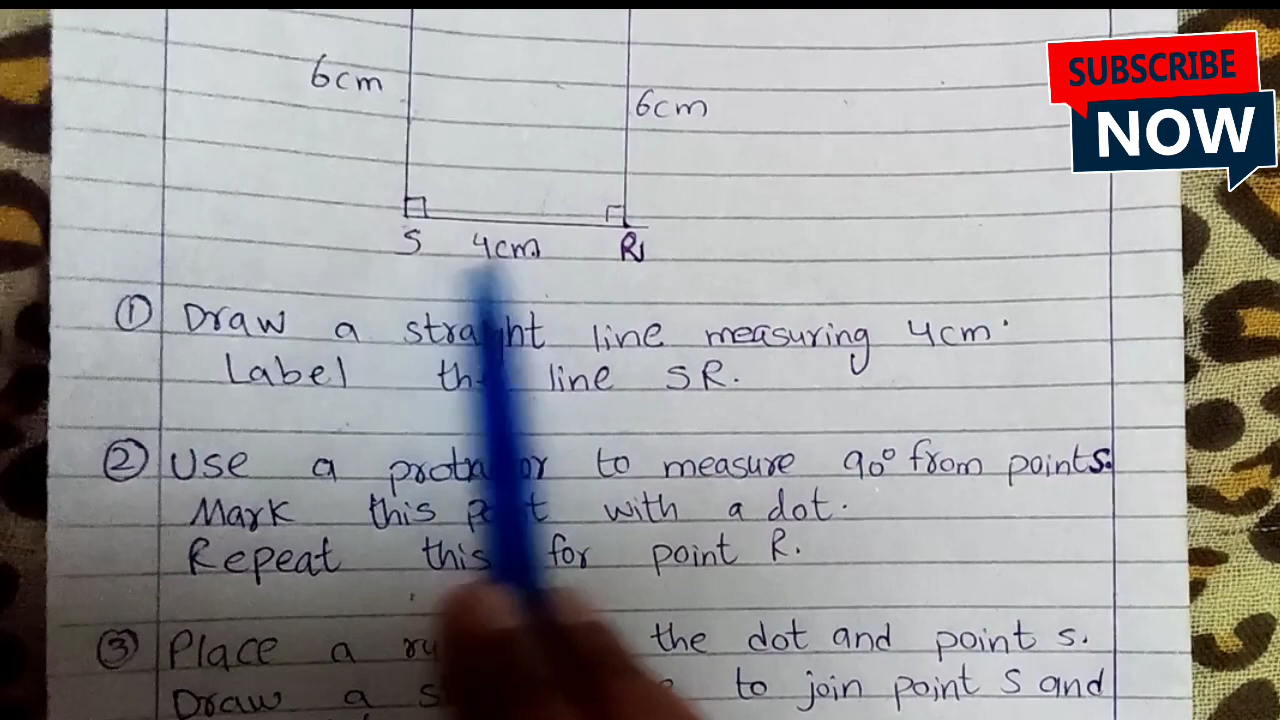 6cm
6cm
S 4cm R
SUBSCRIBE
NOW
① Draw a straight line measuring 4cm.
Label the line SR.
② Use a protractor to measure 90° from point S.
Mark this point with a dot.
Repeat this for point R.
③ Place a the dot and point S.
Draw a to join point S and